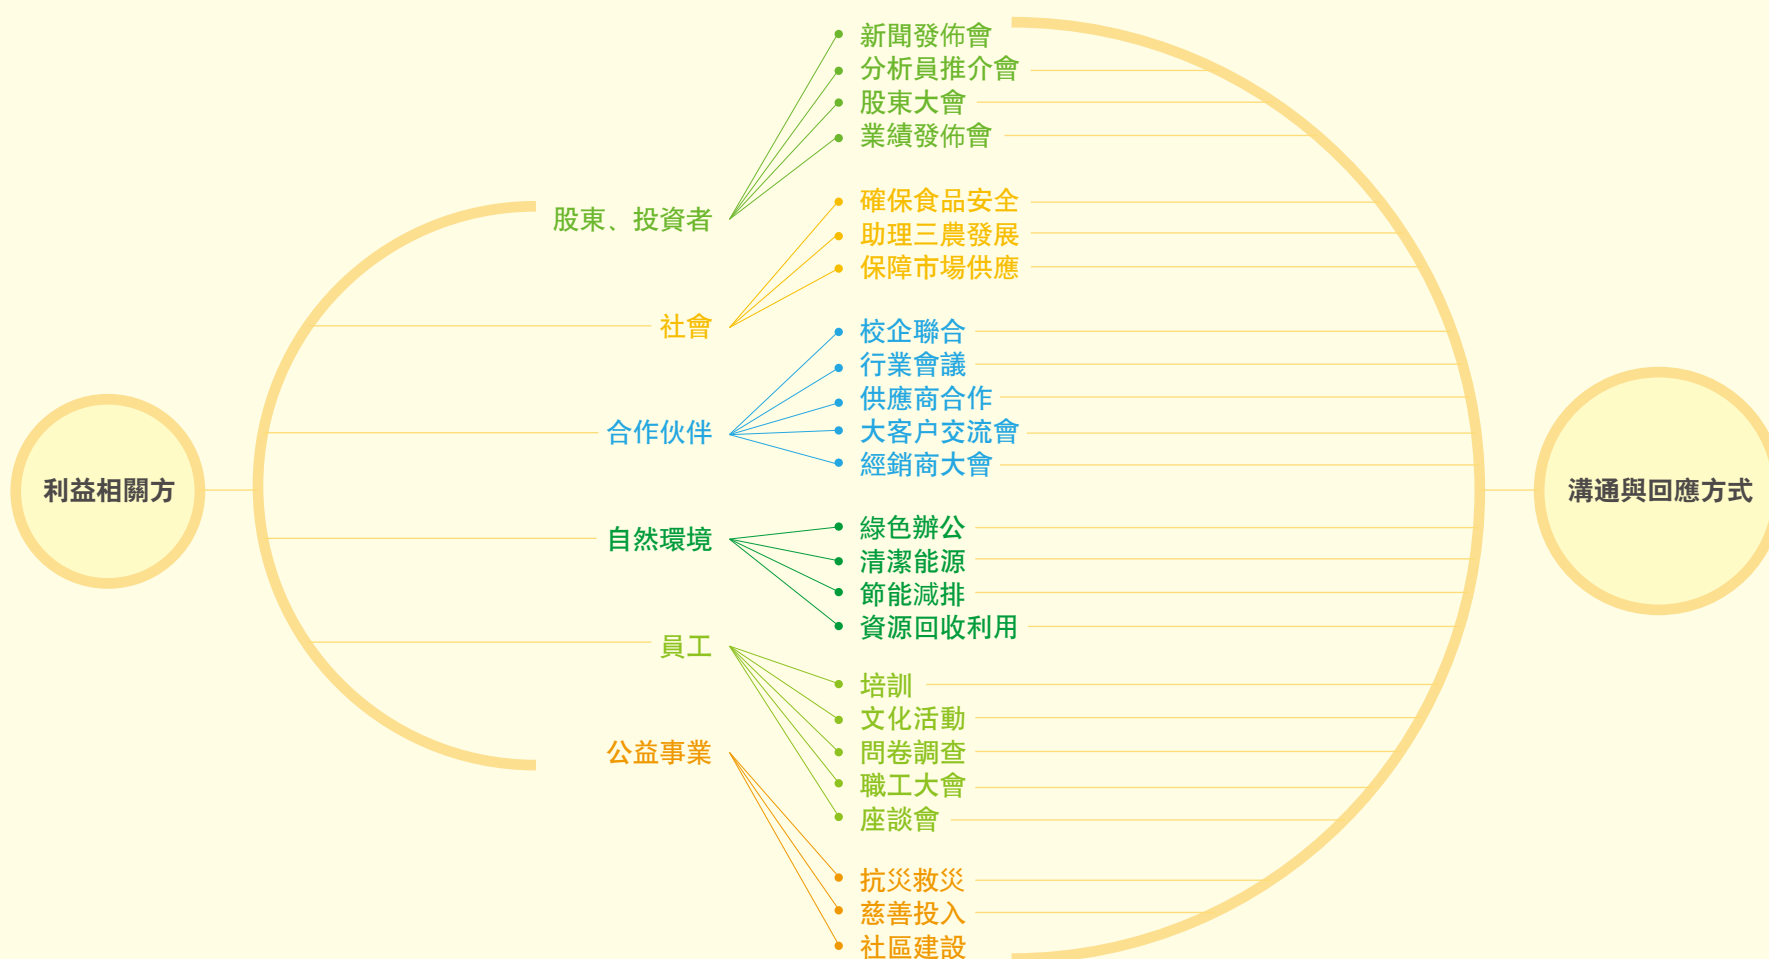 利益相關方
股東、投資者
新聞發佈會
分析員推介會
股東大會
業績發佈會
社會
確保食品安全
助理三農發展
保障市場供應
合作伙伴
校企聯合
行業會議
供應商合作
大客户交流會
經銷商大會
自然環境
綠色辦公
清潔能源
節能減排
資源回收利用
員工
培訓
文化活動
問卷調查
職工大會
座談會
公益事業
抗災救災
慈善投入
社區建設
溝通與回應方式